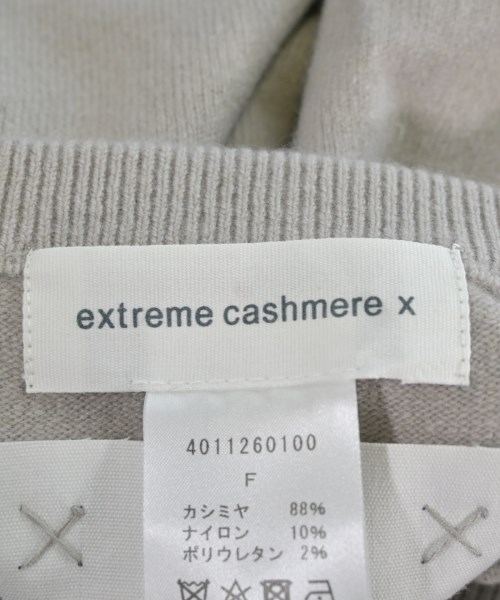 extreme cashmere x
4011260100
F
カシミヤ 88%
ナイロン 10%
ポリウレタン 2%